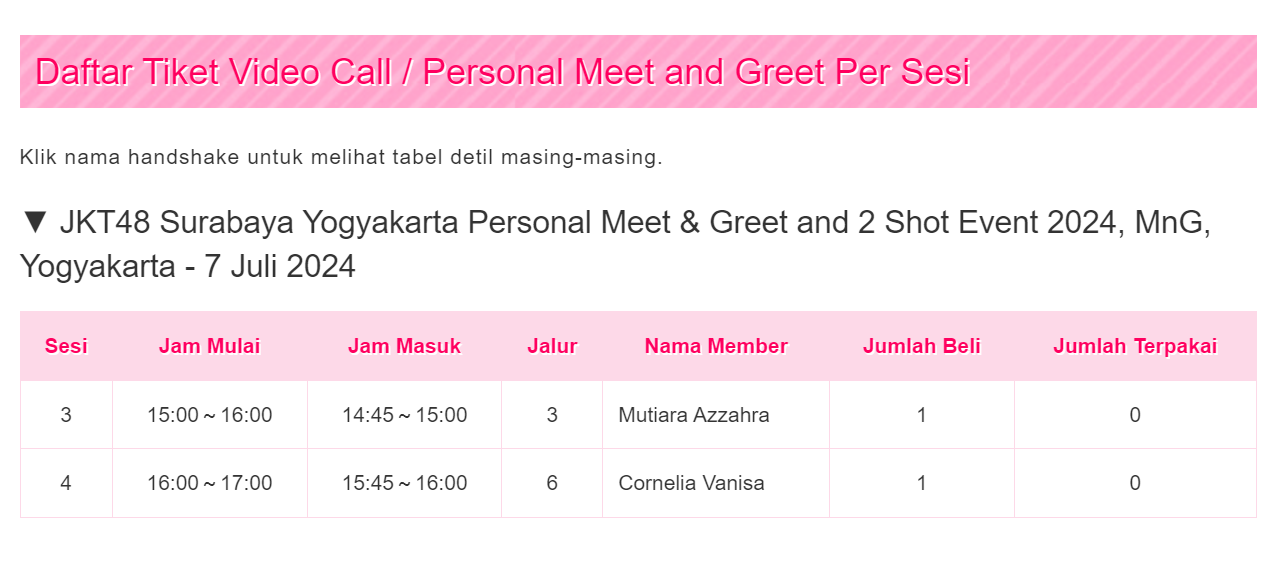 Daftar Tiket Video Call / Personal Meet and Greet Per Sesi
Klik nama handshake untuk melihat tabel detil masing-masing.
▼ JKT48 Surabaya Yogyakarta Personal Meet & Greet and 2 Shot Event 2024, MnG,
Yogyakarta - 7 Juli 2024
Sesi Jam Mulai Jam Masuk Jalur Nama Member Jumlah Beli Jumlah Terpakai
3 15:00 ~ 16:00 14:45 ~ 15:00 3 Mutiara Azzahra 1 0
4 16:00 ~ 17:00 15:45 ~ 16:00 6 Cornelia Vanisa 1 0